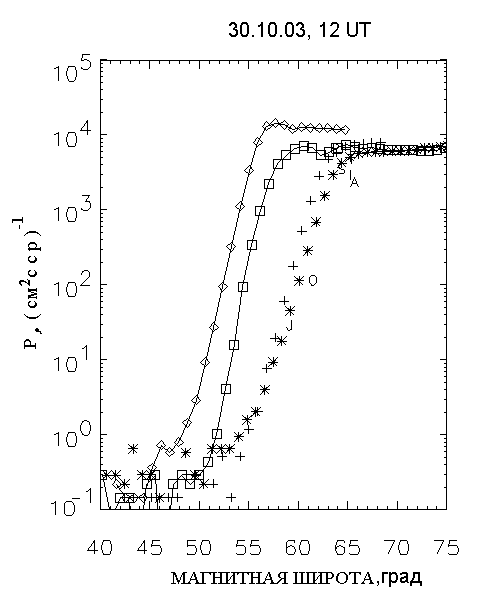 30.10.03, 12 UT
10^5
10^4
10^3
10^2
10^1
10^0
10^-1
P, (см^2 с ср)^-1
S
A
O
J
40 45 50 55 60 65 70 75
МАГНИТНАЯ ШИРОТА,град